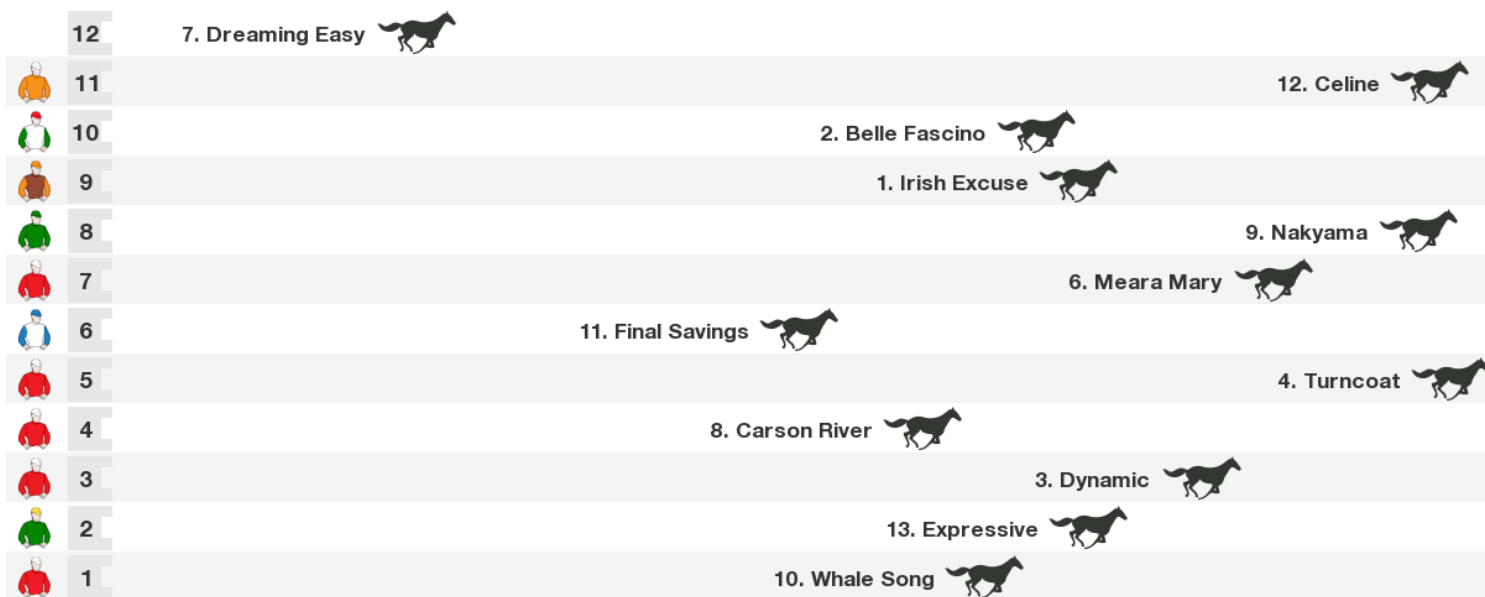 12 7. Dreaming Easy
11 12. Celine
10 2. Belle Fascino
9 1. Irish Excuse
8 9. Nakyama
7 6. Meara Mary
6 11. Final Savings
5 4. Turncoat
4 8. Carson River
3 3. Dynamic
2 13. Expressive
1 10. Whale Song